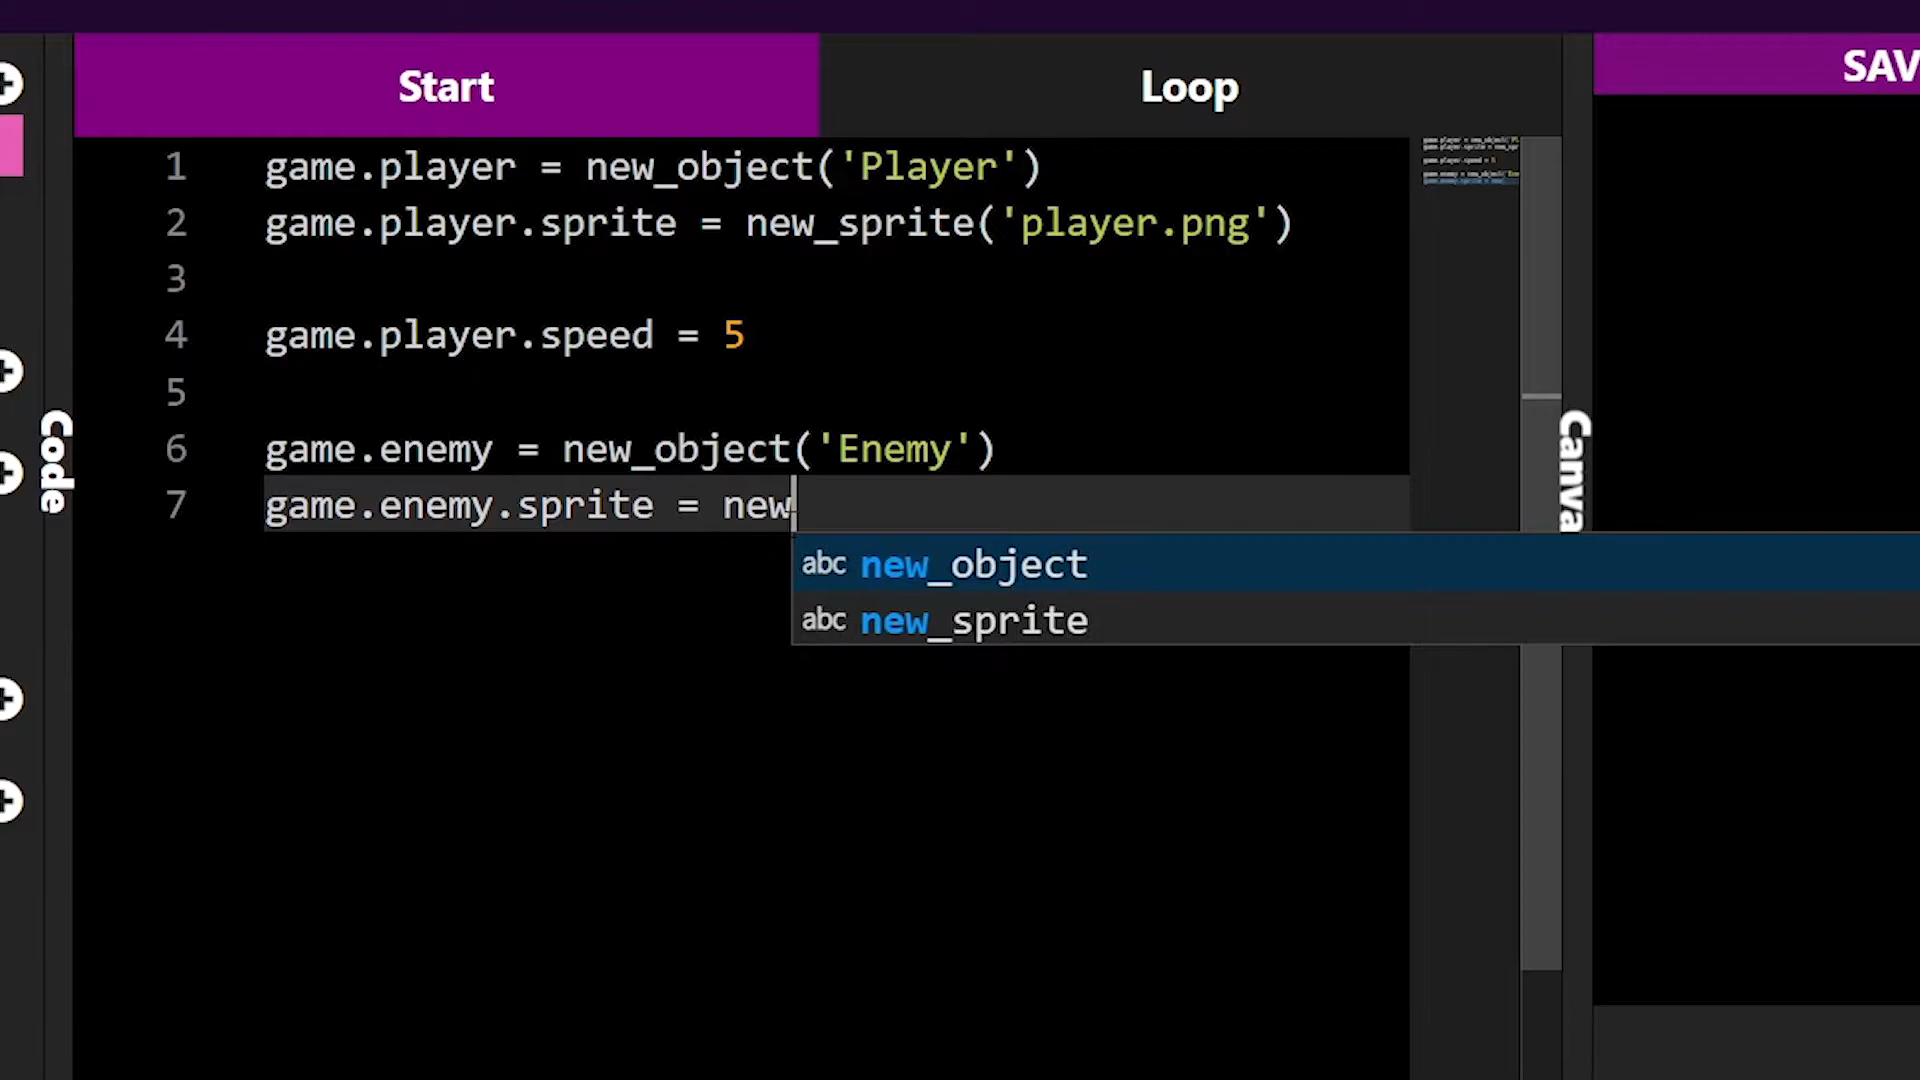 Start
Loop
SAV
1 game.player = new_object('Player')
2 game.player.sprite = new_sprite('player.png')
3
4 game.player.speed = 5
5
6 game.enemy = new_object('Enemy')
7 game.enemy.sprite = new
abc new_object
abc new_sprite
Code
Canva